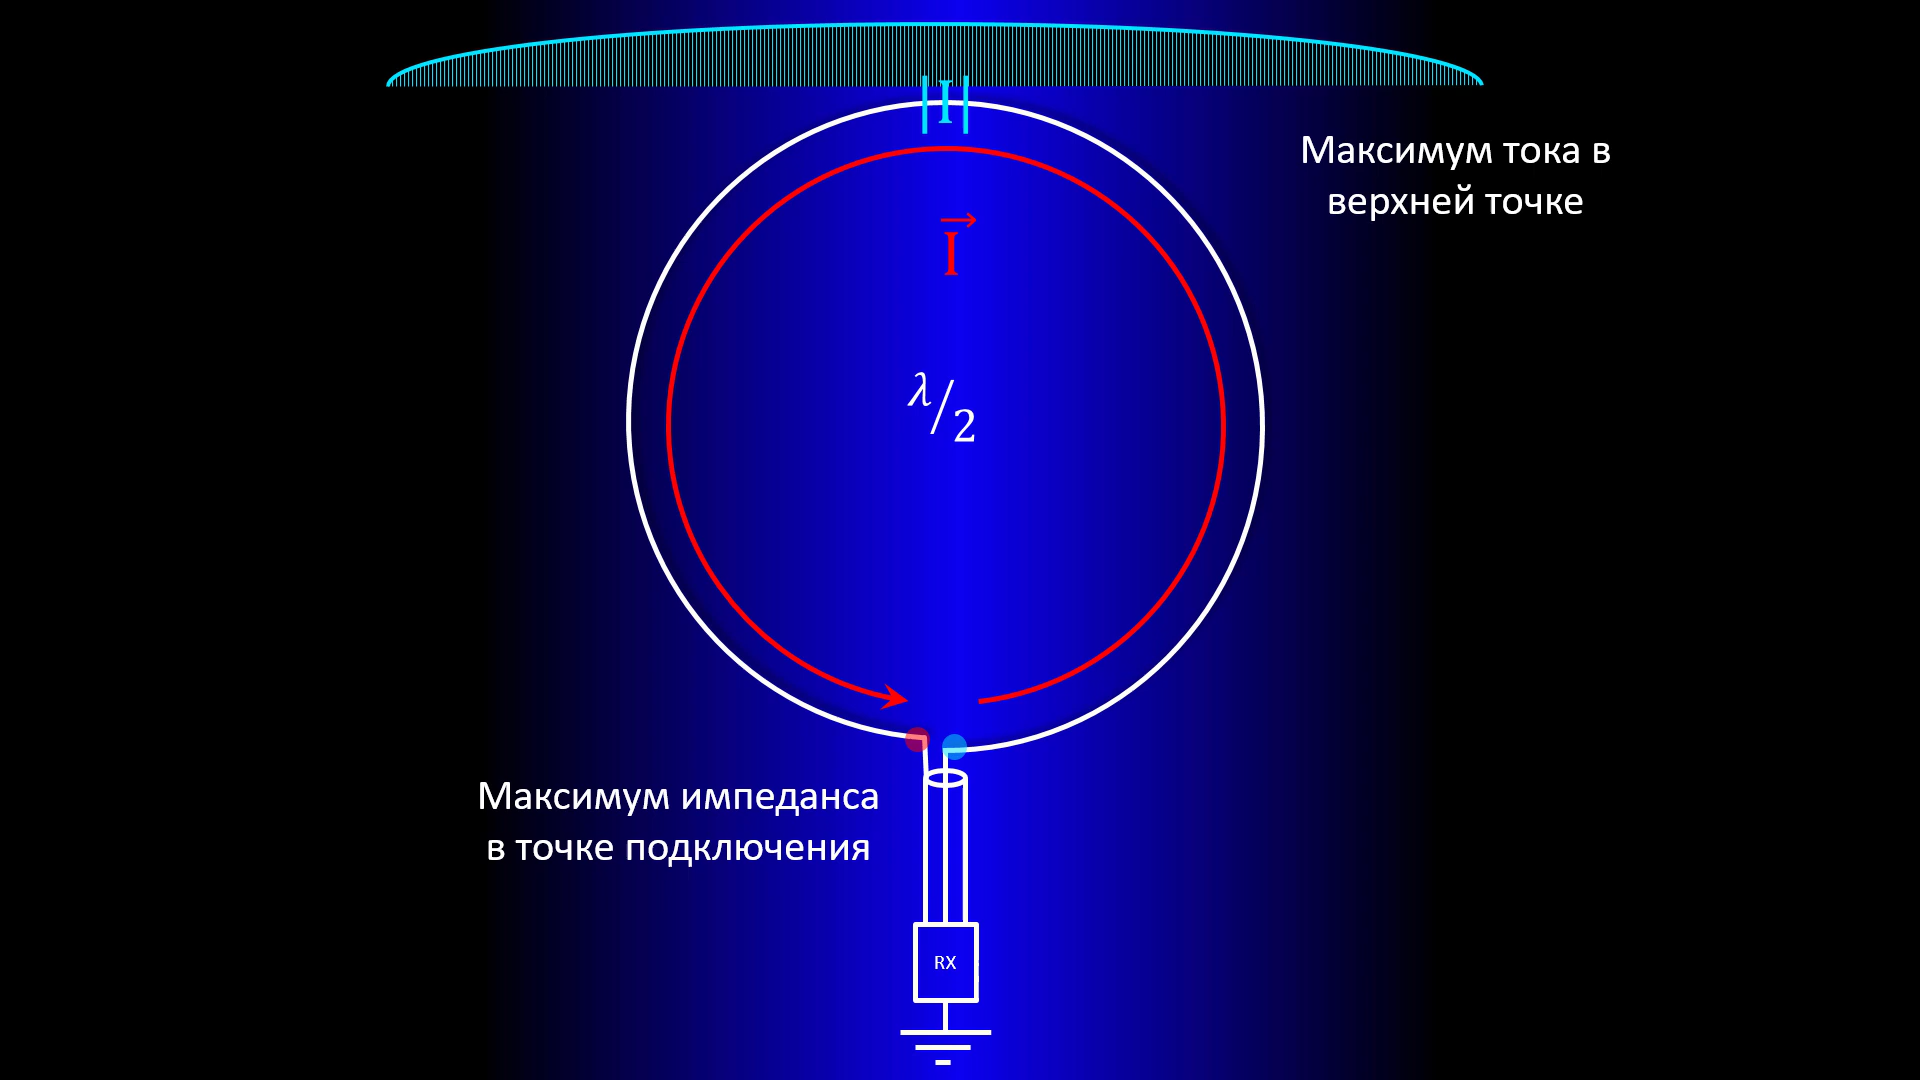 |I|
Максимум тока в
верхней точке
I⃗
λ/2
Максимум импеданса
в точке подключения
RX